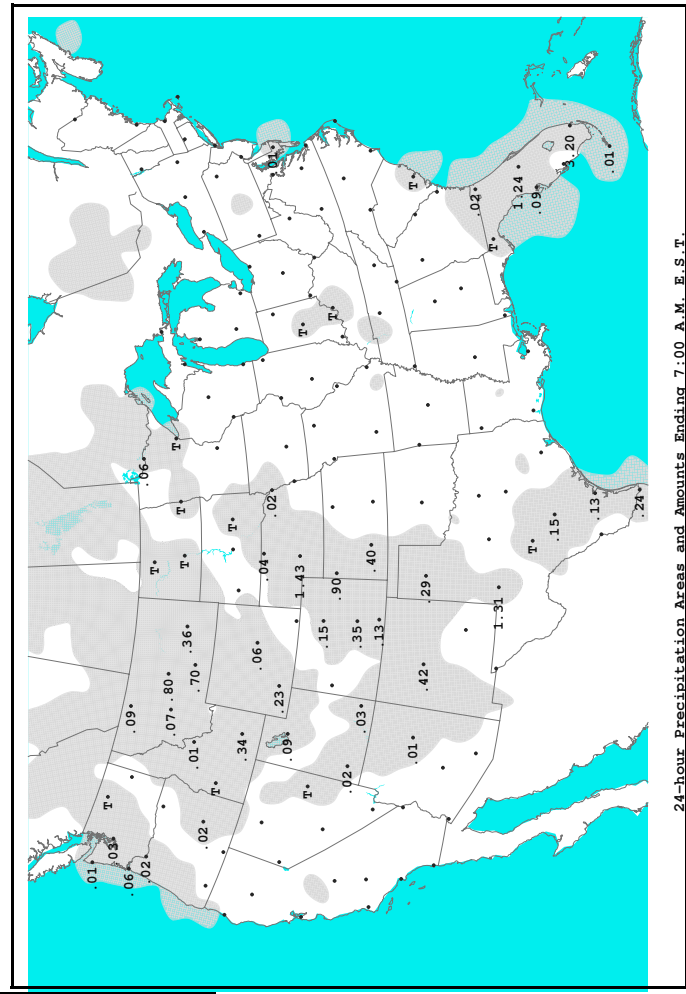 .01
T
.03
.06
.09
.06
.02
T
.80
.07
T
T
T
.36
.01
.70
.02
T
T
.34
.06
.04
.02
.01
.23
.09
1.43
T
T
.15
T
.90
.02
.35
.03
.40
.13
.01
T
.42
.29
.02
T
1.31
1.24
T
.09
.15
3.20
.13
.01
.24
24-hour Precipitation Areas and Amounts Ending 7:00 A.M. E.S.T.